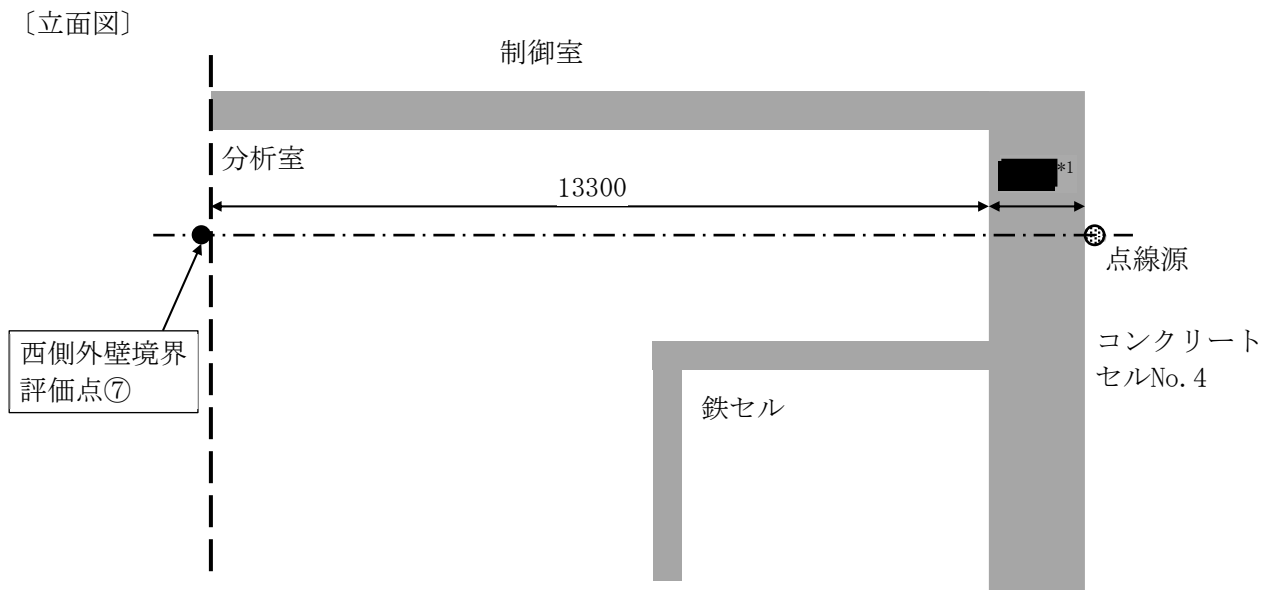 〔立面図〕
制御室
分析室
*1
13300
点線源
西側外壁境界
評価点⑦
コンクリート
セルNo.4
鉄セル